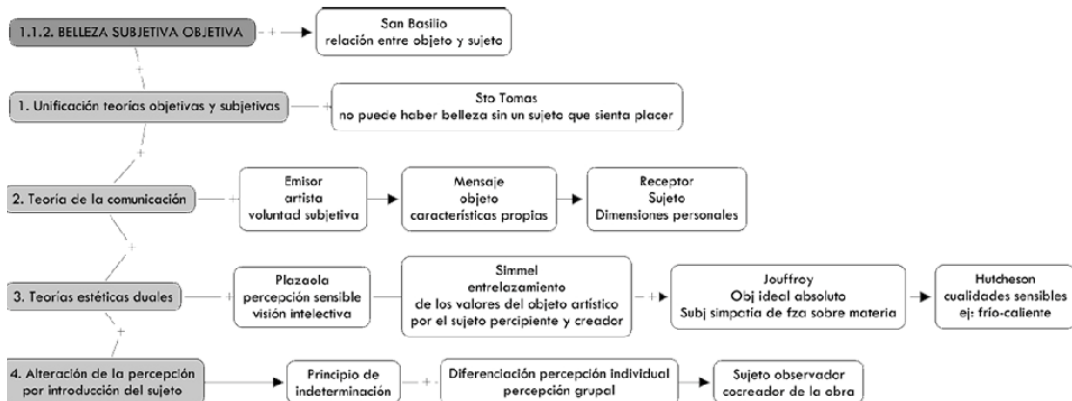 1.1.2. BELLEZA SUBJETIVA OBJETIVA
San Basilio
relación entre objeto y sujeto
1. Unificación teorías objetivas y subjetivas
Sto Tomas
no puede haber belleza sin un sujeto que sienta placer
2. Teoría de la comunicación
Emisor
artista
voluntad subjetiva
Mensaje
objeto
características propias
Receptor
Sujeto
Dimensiones personales
3. Teorías estéticas duales
Plazaola
percepción sensible
visión intelectiva
Simmel
entrelazamiento
de los valores del objeto artístico
por el sujeto percipiente y creador
Jouffroy
Obj ideal absoluto
Subj simpatía de fza sobre materia
Hutcheson
cualidades sensibles
ej: frío-caliente
4. Alteración de la percepción
por introducción del sujeto
Principio de
indeterminación
Diferenciación percepción individual
percepción grupal
Sujeto observador
cocreador de la obra